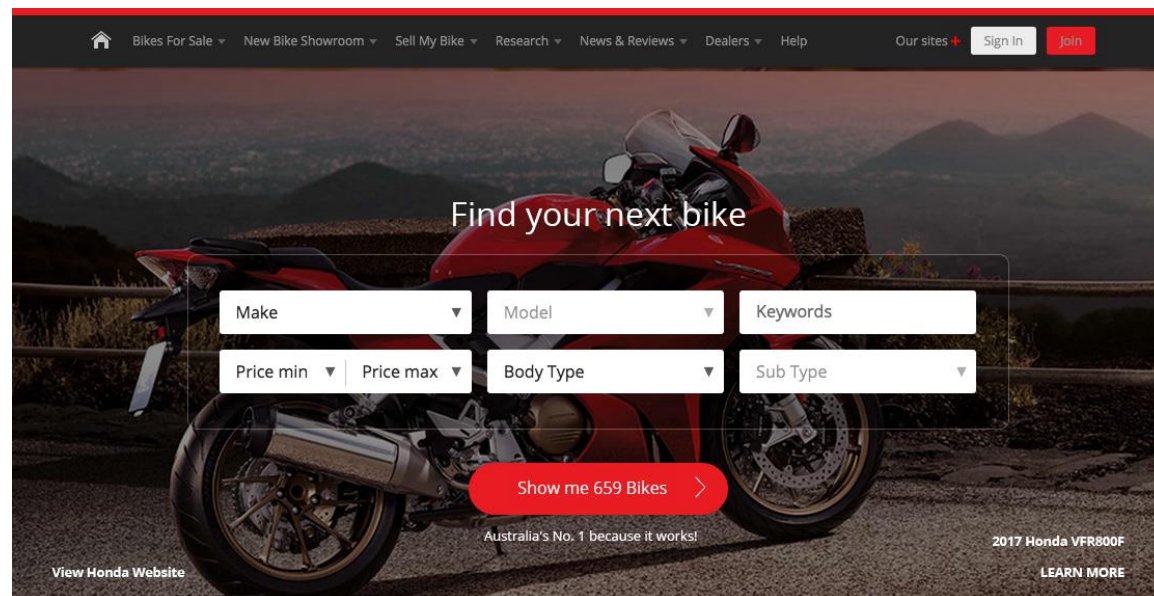 Bikes For Sale New Bike Showroom Sell My Bike Research News & Reviews Dealers Help Our sites + Sign In Join
Find your next bike
Make Model Keywords
Price min Price max Body Type Sub Type
Show me 659 Bikes
Australia's No. 1 because it works!
2017 Honda VFR800F
View Honda Website LEARN MORE